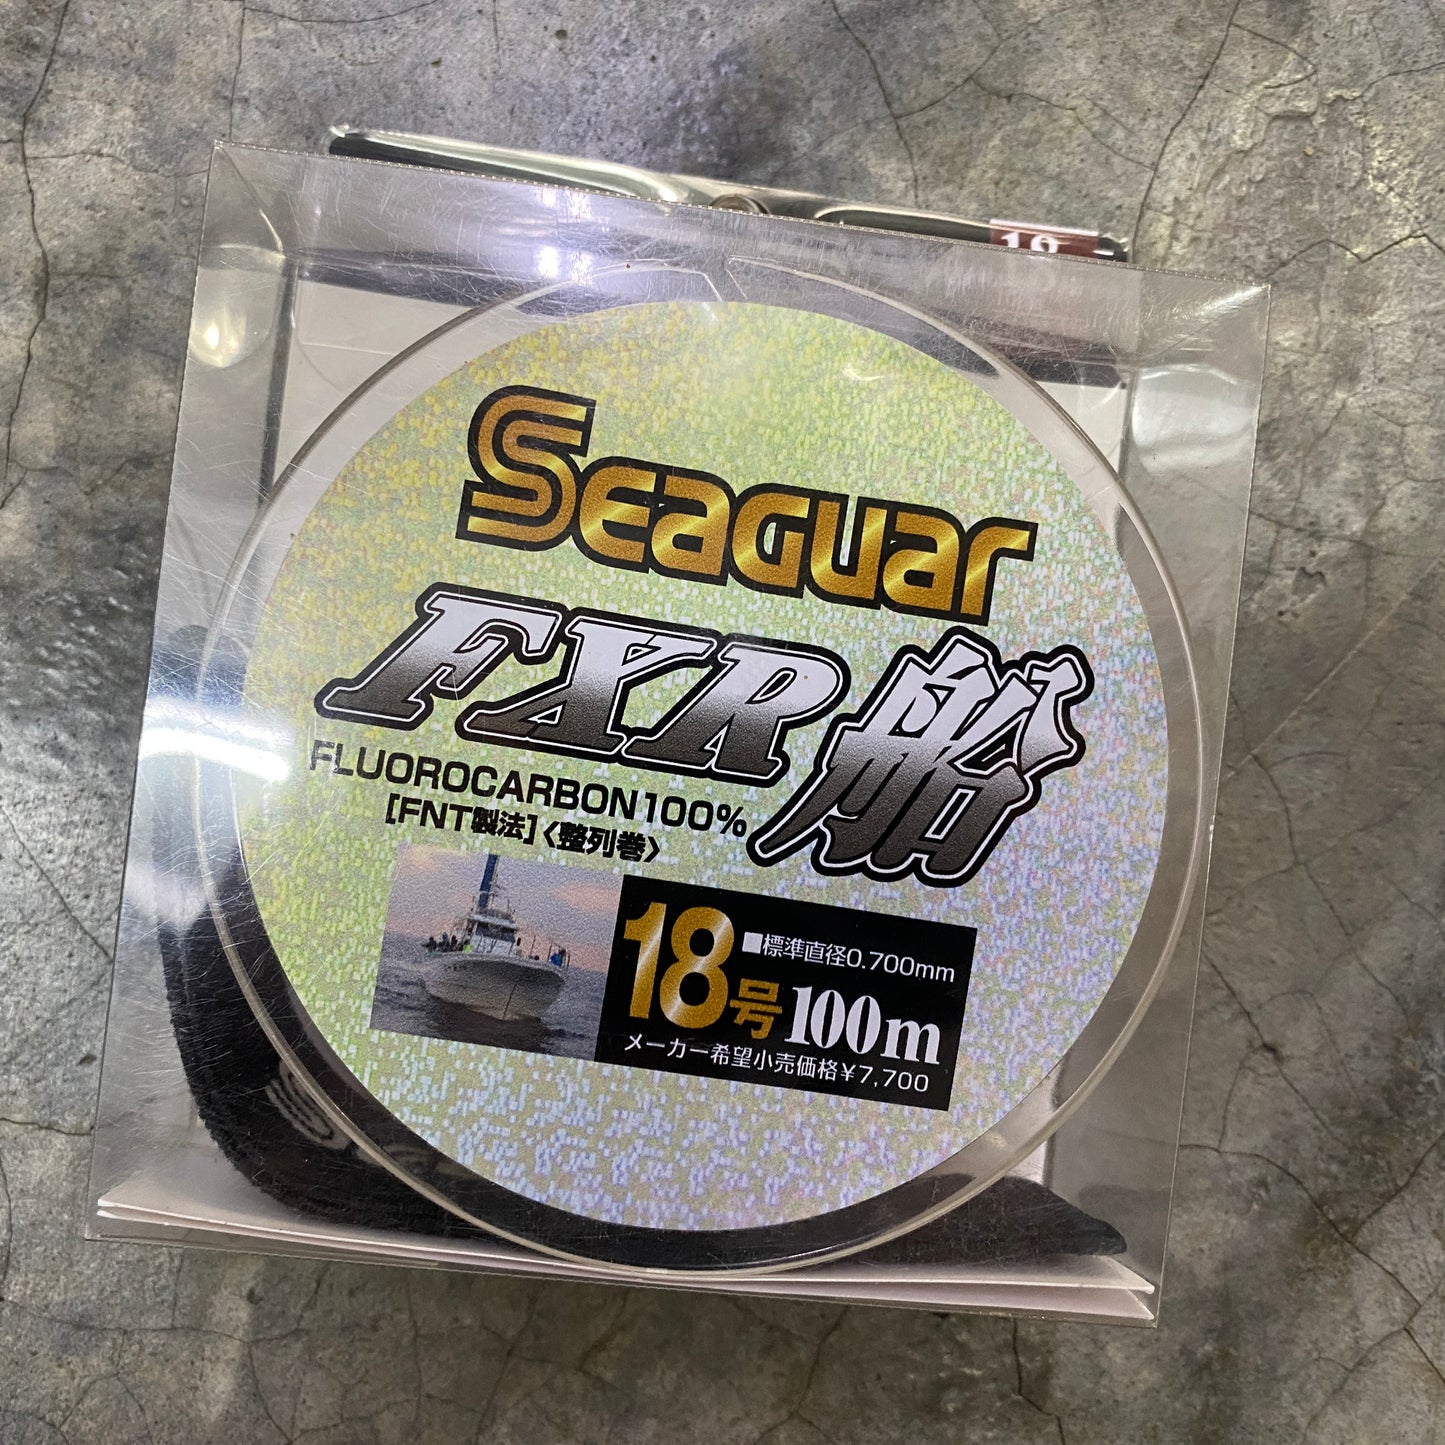 18
Seaguar
FXR船
FLUOROCARBON100%
[FNT製法]〈整列巻〉
18号
■標準直径0.700mm
100m
メーカー希望小売価格¥7,700